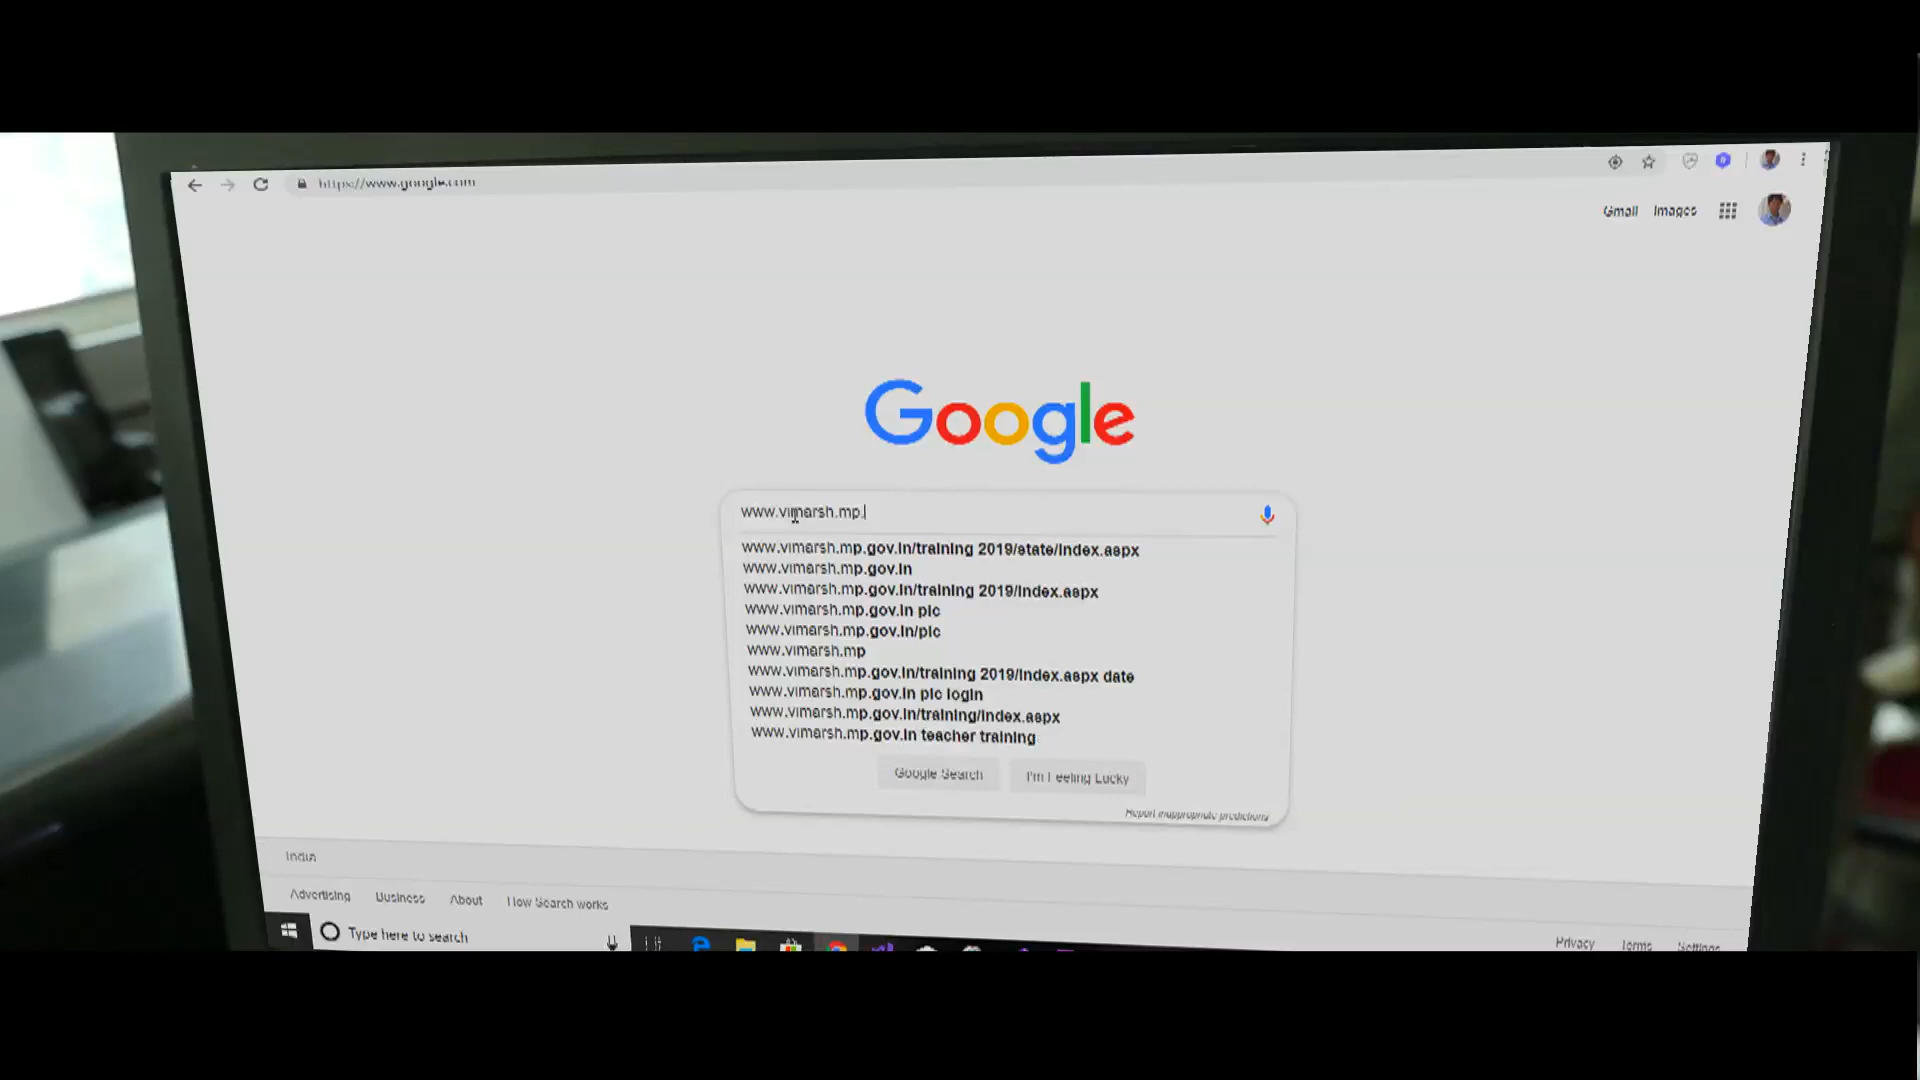 https://www.google.com
Gmail Images
Google
www.vimarsh.mp.
www.vimarsh.mp.gov.in/training 2019/state/index.aspx
www.vimarsh.mp.gov.in
www.vimarsh.mp.gov.in/training 2019/index.aspx
www.vimarsh.mp.gov.in plc
www.vimarsh.mp.gov.in/plc
www.vimarsh.mp
www.vimarsh.mp.gov.in/training 2019/index.aspx date
www.vimarsh.mp.gov.in plc login
www.vimarsh.mp.gov.in/training/index.aspx
www.vimarsh.mp.gov.in teacher training
Google Search I'm Feeling Lucky
Report inappropriate predictions
India
Advertising Business About How Search works
Privacy Terms Settings
Type here to search